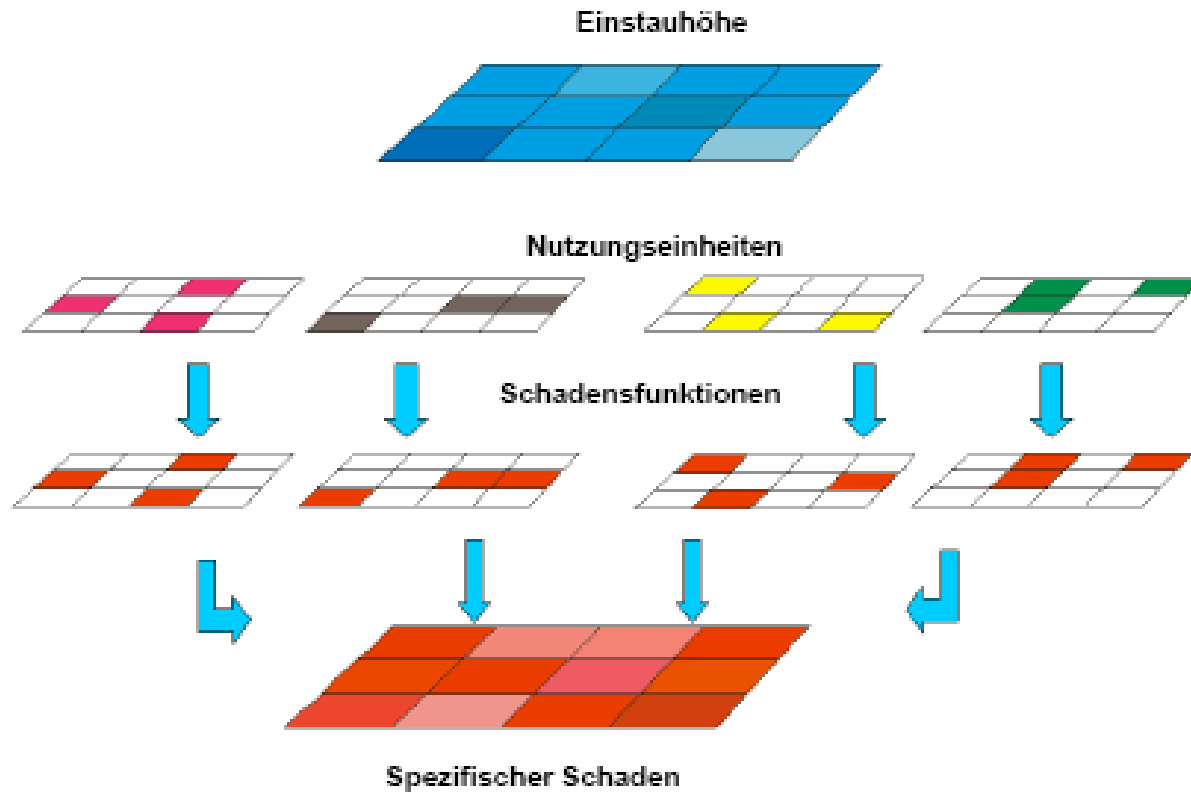 Einstauhöhe
Nutzungseinheiten
Schadensfunktionen
Spezifischer Schaden